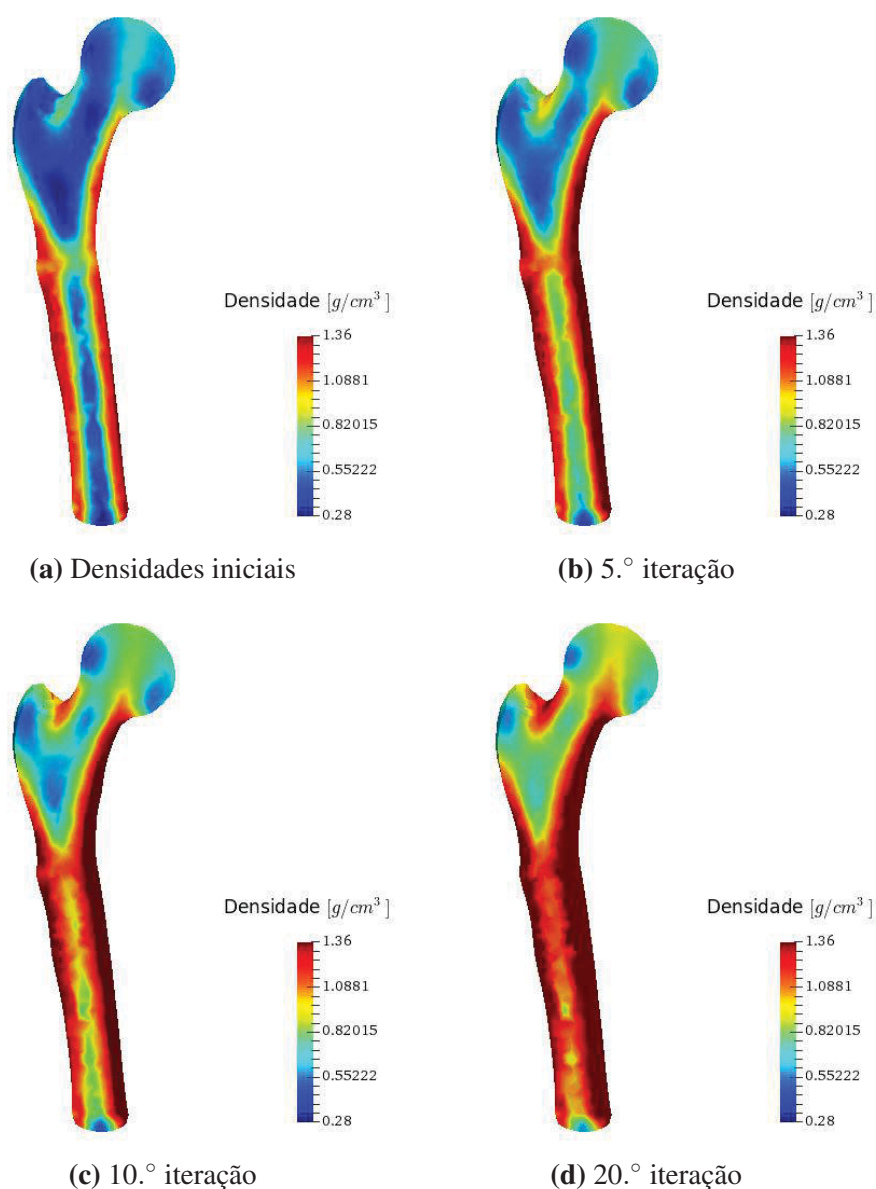 Densidade [g/cm³]
1.36
1.0881
0.82015
0.55222
0.28
(a) Densidades iniciais
Densidade [g/cm³]
1.36
1.0881
0.82015
0.55222
0.28
(b) 5.° iteração
Densidade [g/cm³]
1.36
1.0881
0.82015
0.55222
0.28
(c) 10.° iteração
Densidade [g/cm³]
1.36
1.0881
0.82015
0.55222
0.28
(d) 20.° iteração